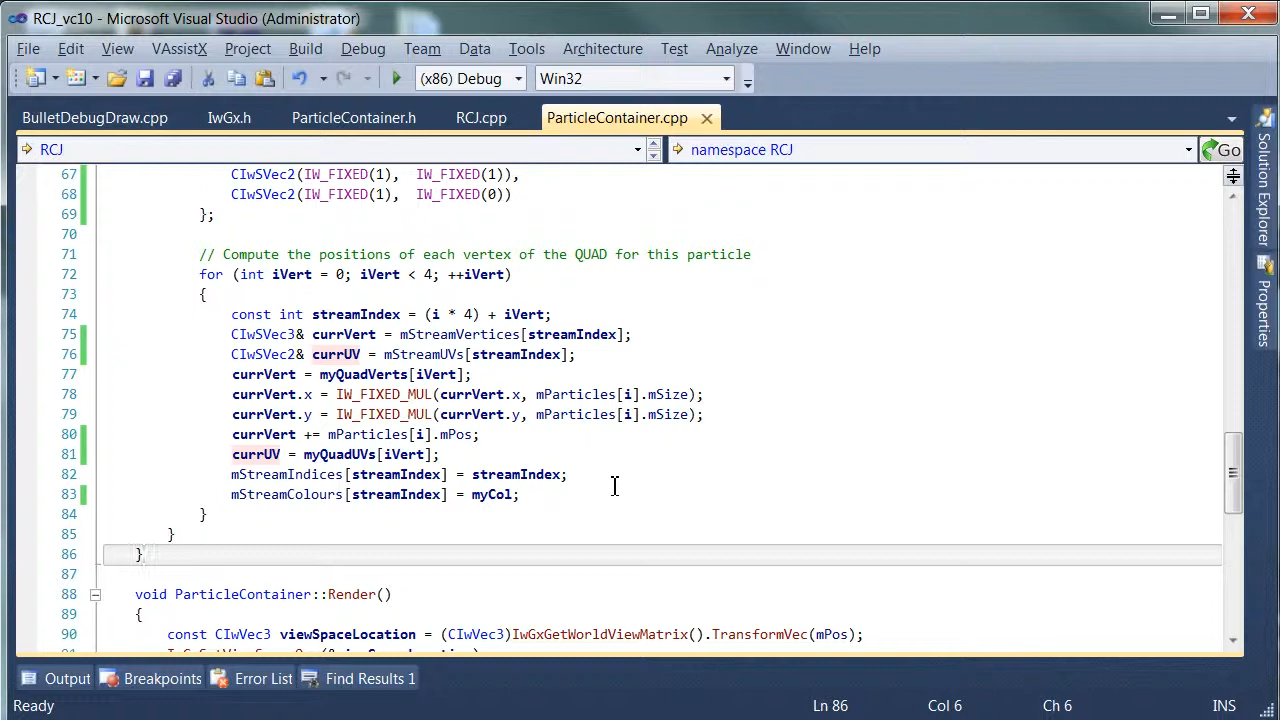 RCJ_vc10 - Microsoft Visual Studio (Administrator)
File Edit View VAssistX Project Build Debug Team Data Tools Architecture Test Analyze Window Help
(x86) Debug Win32
BulletDebugDraw.cpp IwGx.h ParticleContainer.h RCJ.cpp ParticleContainer.cpp
RCJ namespace RCJ Go
67 CIwSVec2(IW_FIXED(1), IW_FIXED(1)),
68 CIwSVec2(IW_FIXED(1), IW_FIXED(0))
69 };
70
71 // Compute the positions of each vertex of the QUAD for this particle
72 for (int iVert = 0; iVert < 4; ++iVert)
73 {
74 const int streamIndex = (i * 4) + iVert;
75 CIwSVec3& currVert = mStreamVertices[streamIndex];
76 CIwSVec2& currUV = mStreamUVs[streamIndex];
77 currVert = myQuadVerts[iVert];
78 currVert.x = IW_FIXED_MUL(currVert.x, mParticles[i].mSize);
79 currVert.y = IW_FIXED_MUL(currVert.y, mParticles[i].mSize);
80 currVert += mParticles[i].mPos;
81 currUV = myQuadUVs[iVert];
82 mStreamIndices[streamIndex] = streamIndex;
83 mStreamColours[streamIndex] = myCol;
84 }
85 }
86 }
87
88 void ParticleContainer::Render()
89 {
90 const CIwVec3 viewSpaceLocation = (CIwVec3)IwGxGetWorldViewMatrix().TransformVec(mPos);
Solution Explorer
Properties
Output Breakpoints Error List Find Results 1
Ready Ln 86 Col 6 Ch 6 INS